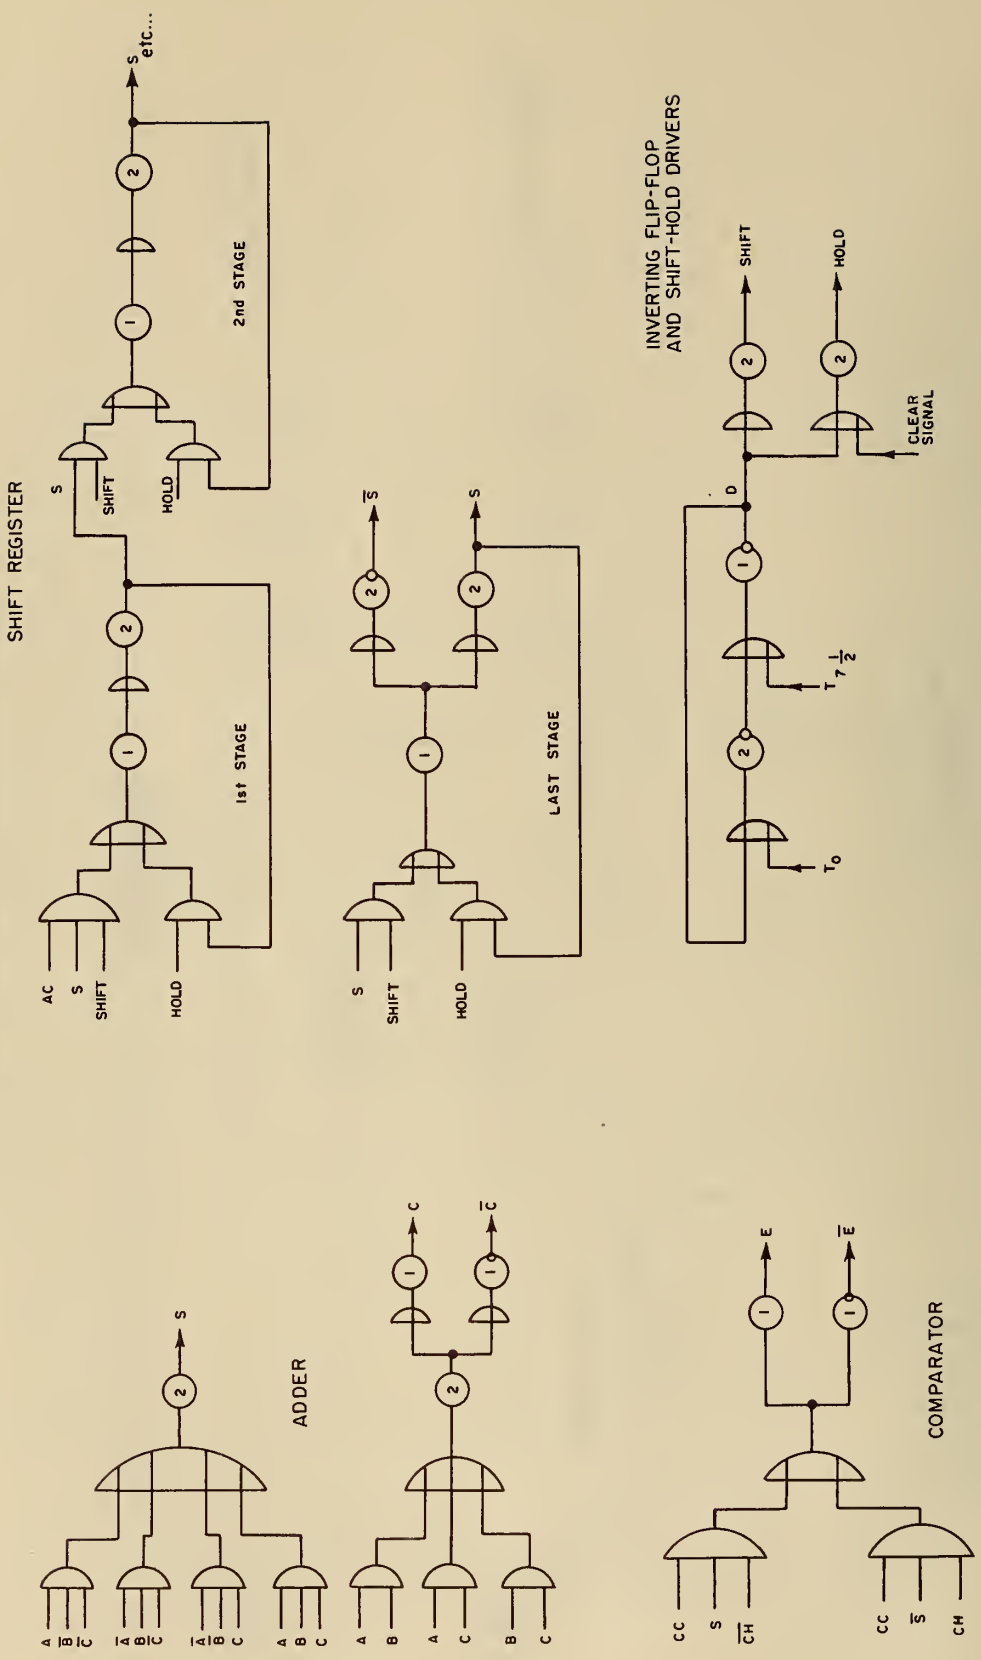 SHIFT REGISTER
AC
S
SHIFT
HOLD
1
2
1st STAGE
S
SHIFT
HOLD
1
2
2nd STAGE
S
etc...
S
SHIFT
HOLD
1
2
2
S̅
S
LAST STAGE
INVERTING FLIP-FLOP
AND SHIFT-HOLD DRIVERS
T₀
2
T₇ ½
1
D
2
2
SHIFT
HOLD
CLEAR
SIGNAL
A
B̅
C̅
A̅
B
C̅
A̅
B̅
C
A
B
C
2
S
ADDER
A
B
A
C
B
C
2
1
1
C
C̅
CC
S
C̅H̅
CC
S̅
CH
1
1
E
E̅
COMPARATOR